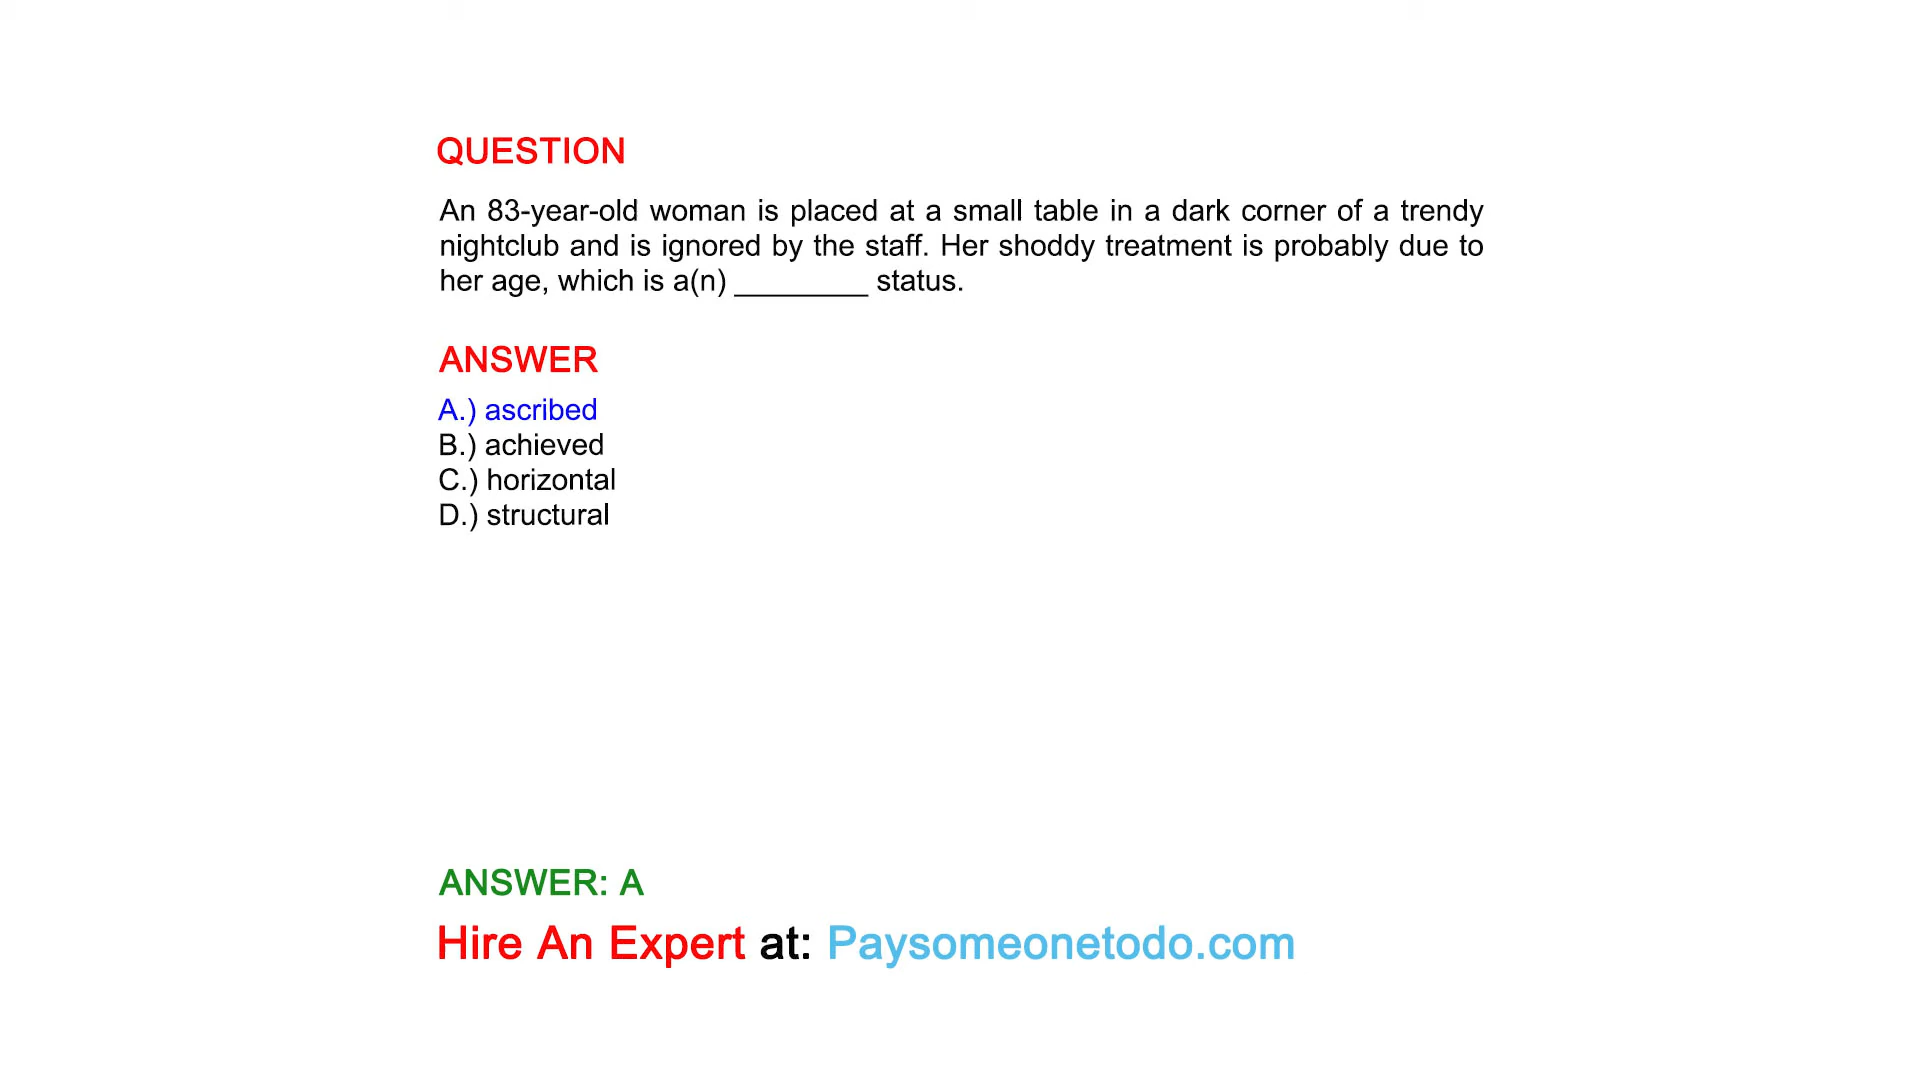 QUESTION
An 83-year-old woman is placed at a small table in a dark corner of a trendy
nightclub and is ignored by the staff. Her shoddy treatment is probably due to
her age, which is a(n) ________ status.
ANSWER
A.) ascribed
B.) achieved
C.) horizontal
D.) structural
ANSWER: A
Hire An Expert at: Paysomeonetodo.com